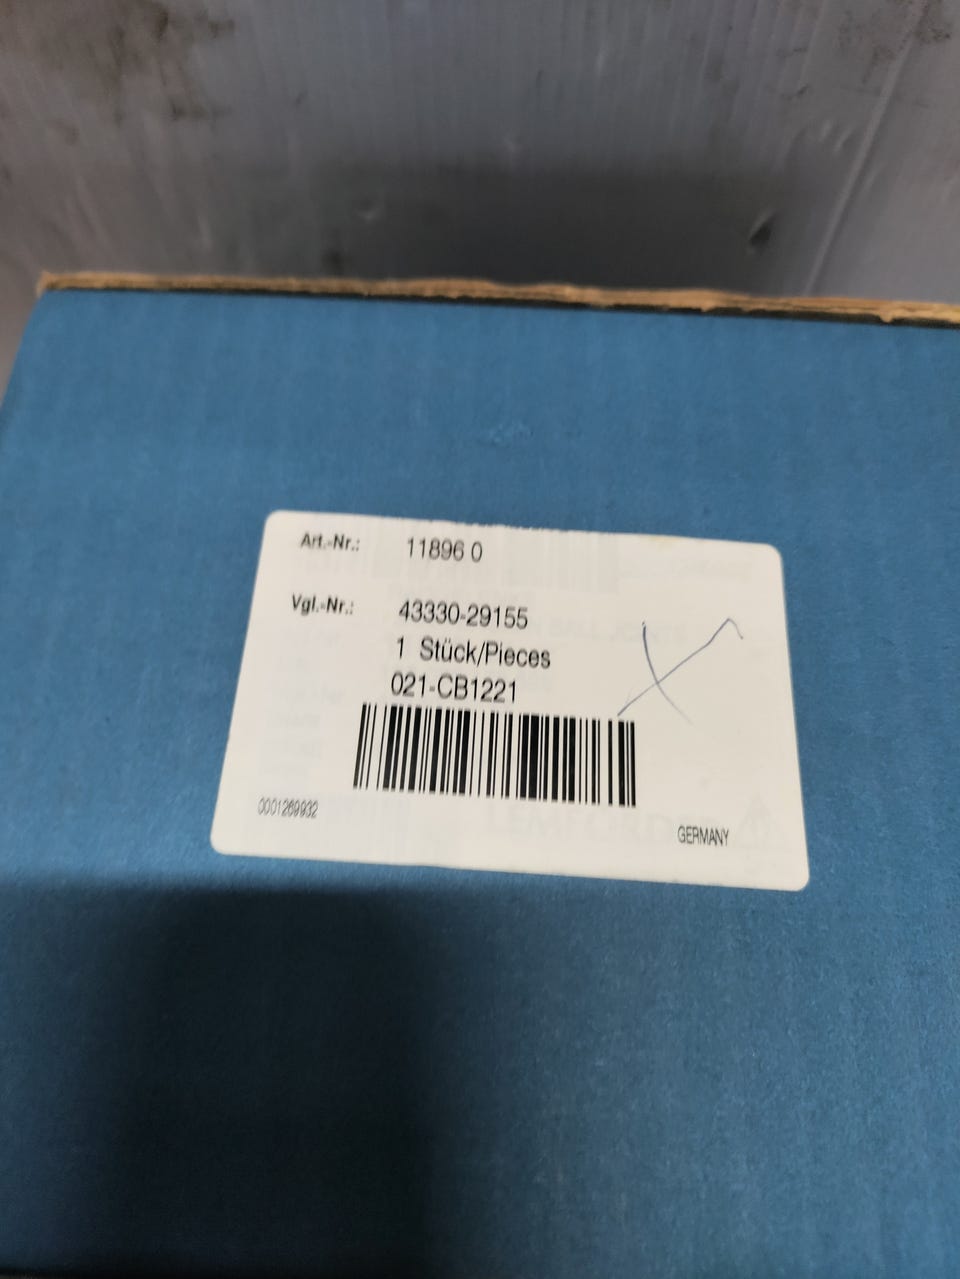 Art.-Nr.: 11896 0
Vgl.-Nr.: 43330-29155
1 Stück/Pieces
021-CB1221
0001269932
GERMANY